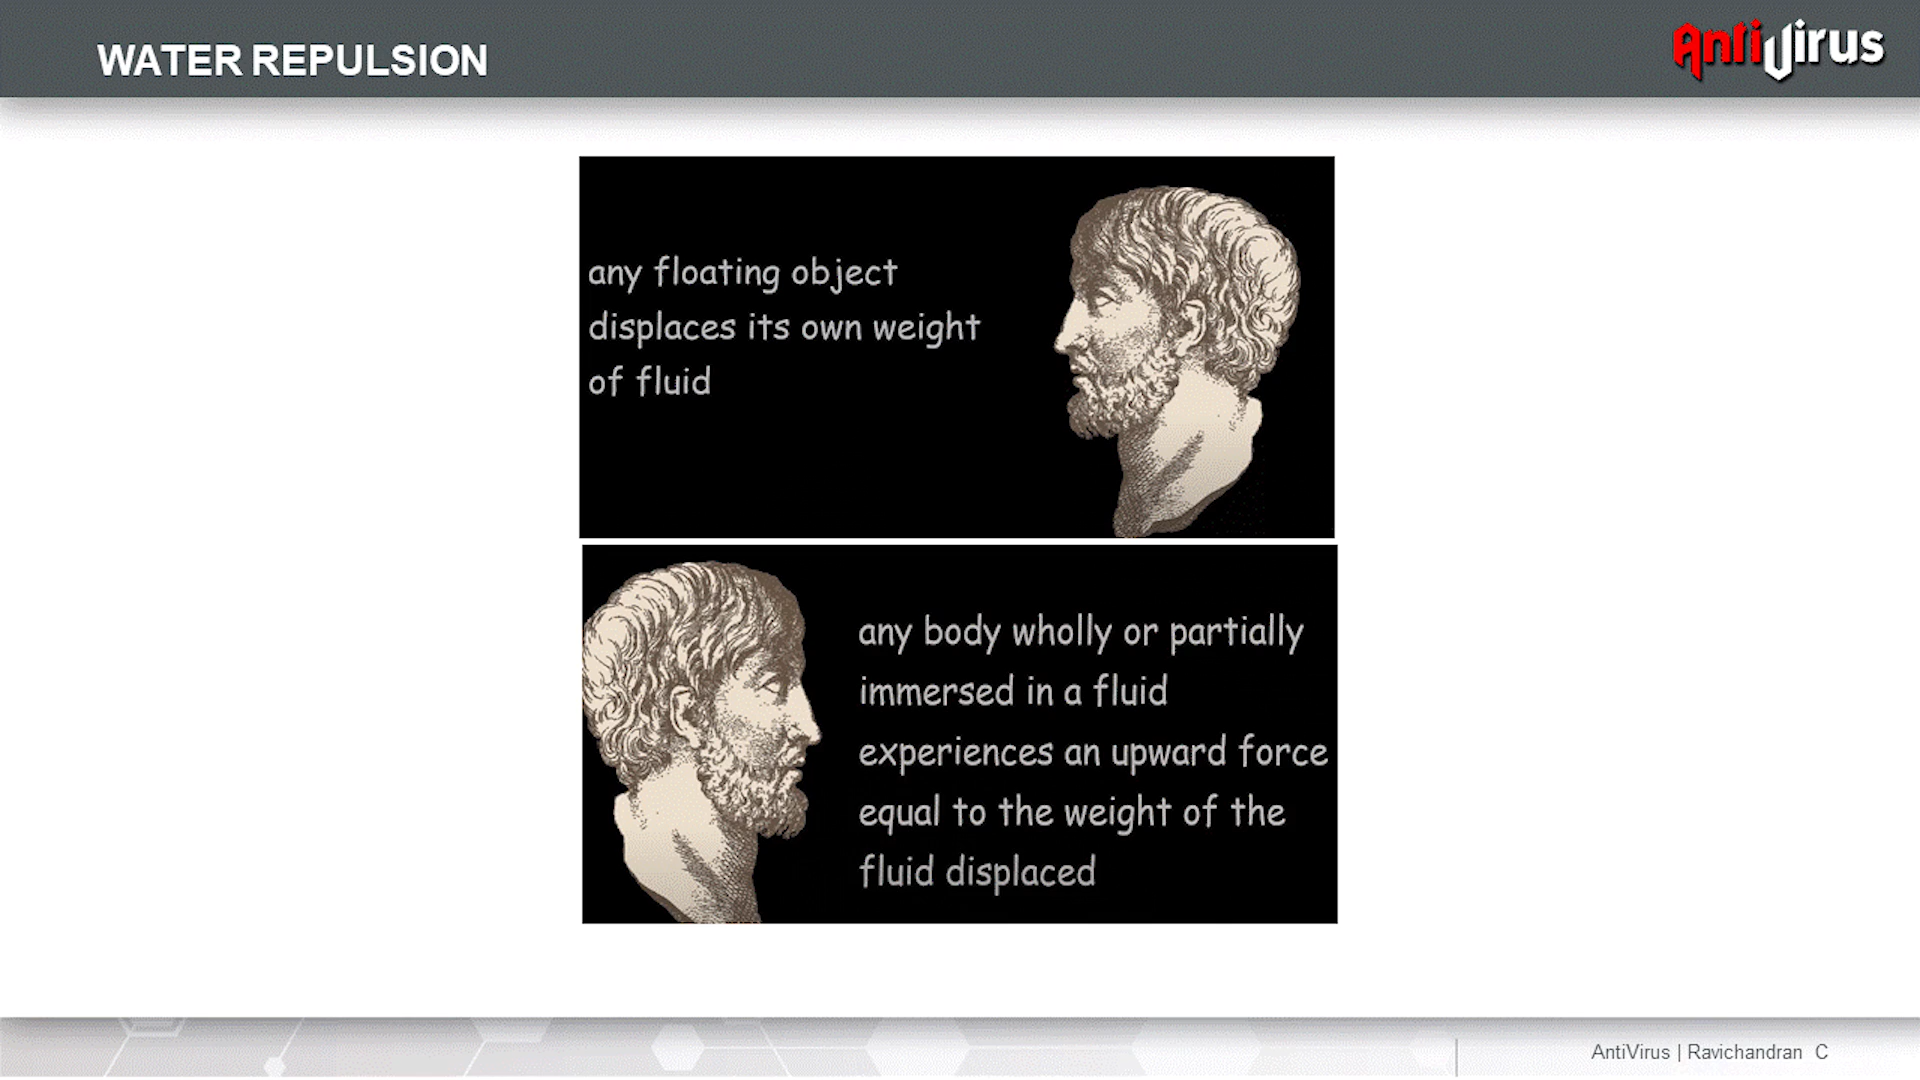 WATER REPULSION
AntiVirus
any floating object
displaces its own weight
of fluid
any body wholly or partially
immersed in a fluid
experiences an upward force
equal to the weight of the
fluid displaced
AntiVirus | Ravichandran C